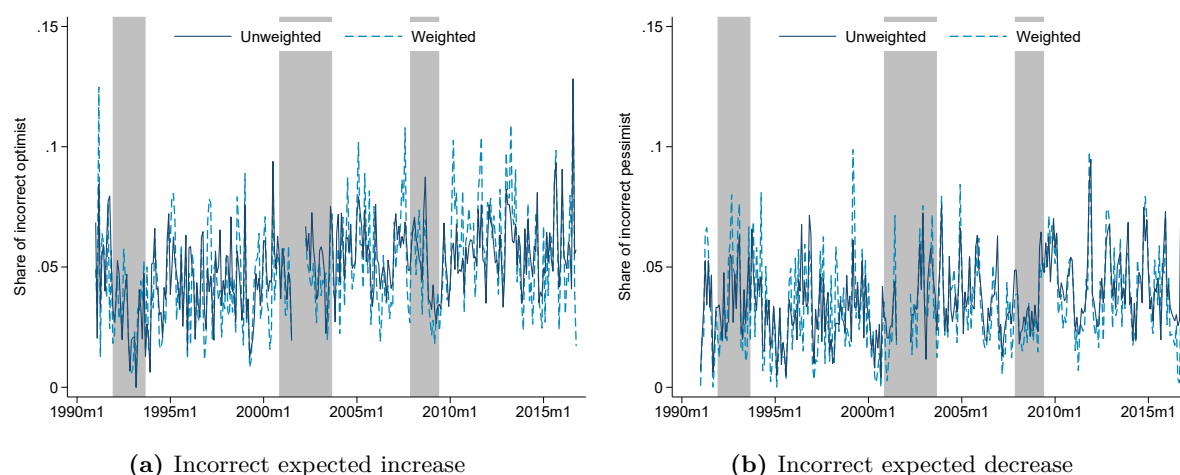 Unweighted Weighted
Share of incorrect optimist
.15
.1
.05
0
1990m1 1995m1 2000m1 2005m1 2010m1 2015m1
(a) Incorrect expected increase
Unweighted Weighted
Share of incorrect pessimist
.15
.1
.05
0
1990m1 1995m1 2000m1 2005m1 2010m1 2015m1
(b) Incorrect expected decrease